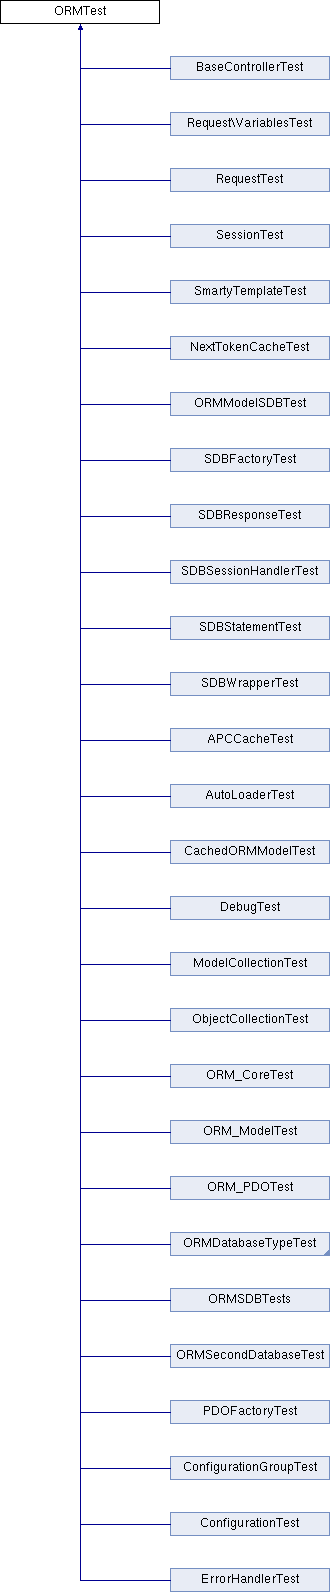 ORMTest
BaseControllerTest
Request\VariablesTest
RequestTest
SessionTest
SmartyTemplateTest
NextTokenCacheTest
ORMModelSDBTest
SDBFactoryTest
SDBResponseTest
SDBSessionHandlerTest
SDBStatementTest
SDBWrapperTest
APCCacheTest
AutoLoaderTest
CachedORMModelTest
DebugTest
ModelCollectionTest
ObjectCollectionTest
ORM_CoreTest
ORM_ModelTest
ORM_PDOTest
ORMDatabaseTypeTest
ORMSDBTests
ORMSecondDatabaseTest
PDOFactoryTest
ConfigurationGroupTest
ConfigurationTest
ErrorHandlerTest